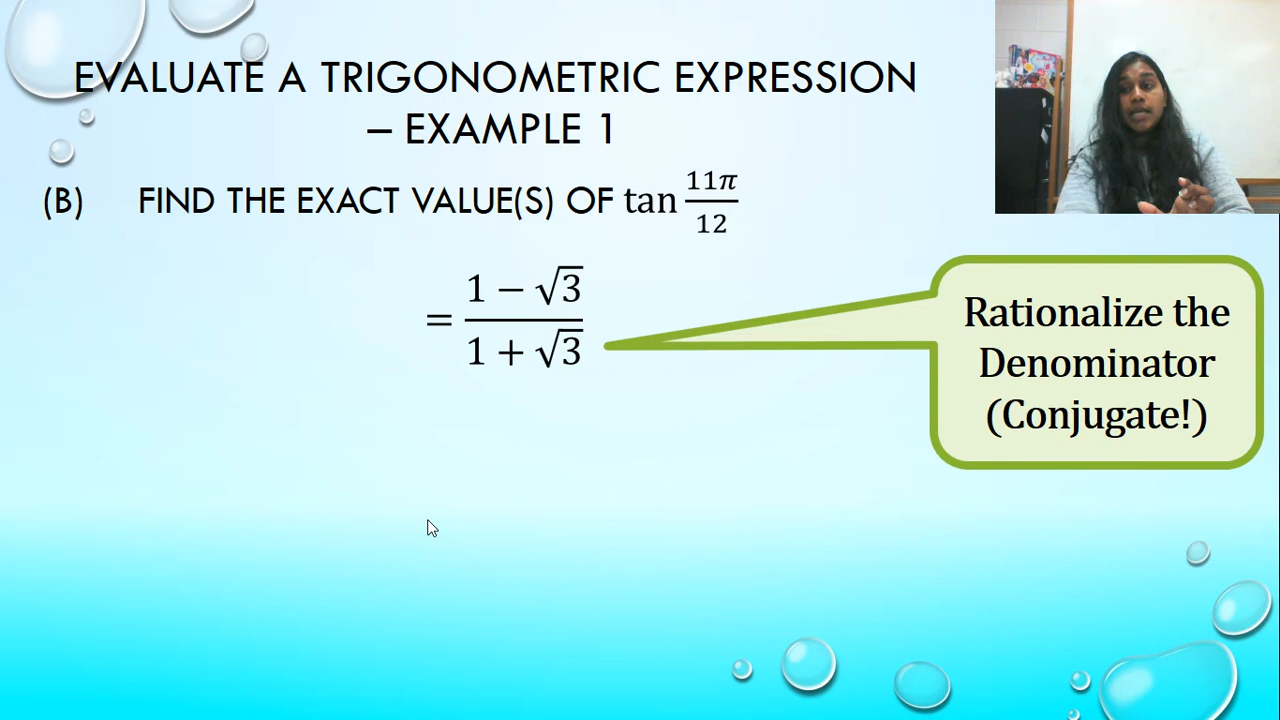 EVALUATE A TRIGONOMETRIC EXPRESSION
– EXAMPLE 1
(B) FIND THE EXACT VALUE(S) OF tan 11π/12
= (1 − √3)/(1 + √3)
Rationalize the
Denominator
(Conjugate!)